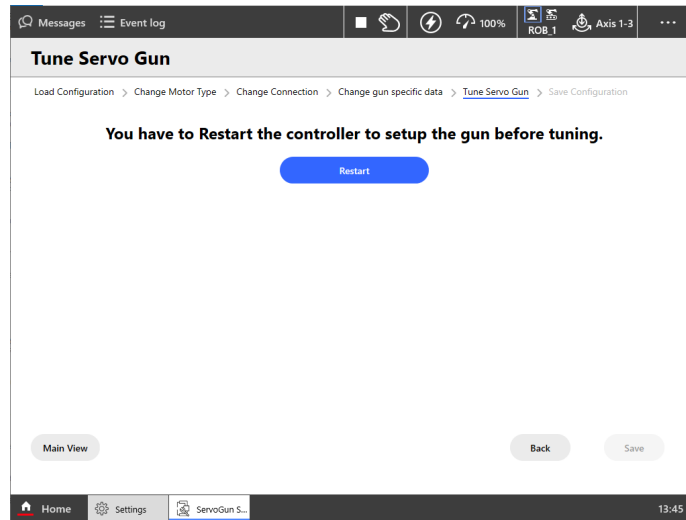 Messages Event log 100% ROB_1 Axis 1-3 ...
Tune Servo Gun
Load Configuration > Change Motor Type > Change Connection > Change gun specific data > Tune Servo Gun > Save Configuration
You have to Restart the controller to setup the gun before tuning.
Restart
Main View Back Save
Home Settings ServoGun S... 13:45